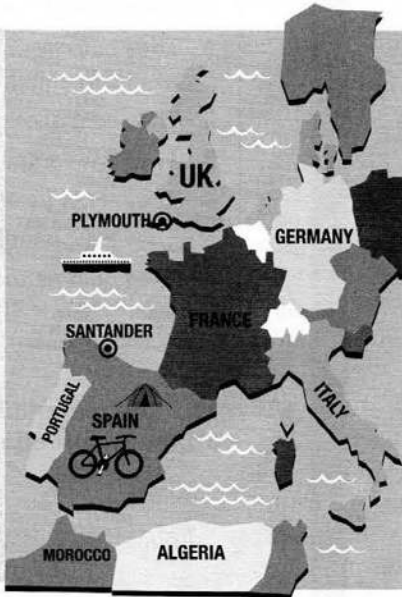 UK
PLYMOUTH
GERMANY
FRANCE
SANTANDER
ITALY
PORTUGAL
SPAIN
MOROCCO
ALGERIA